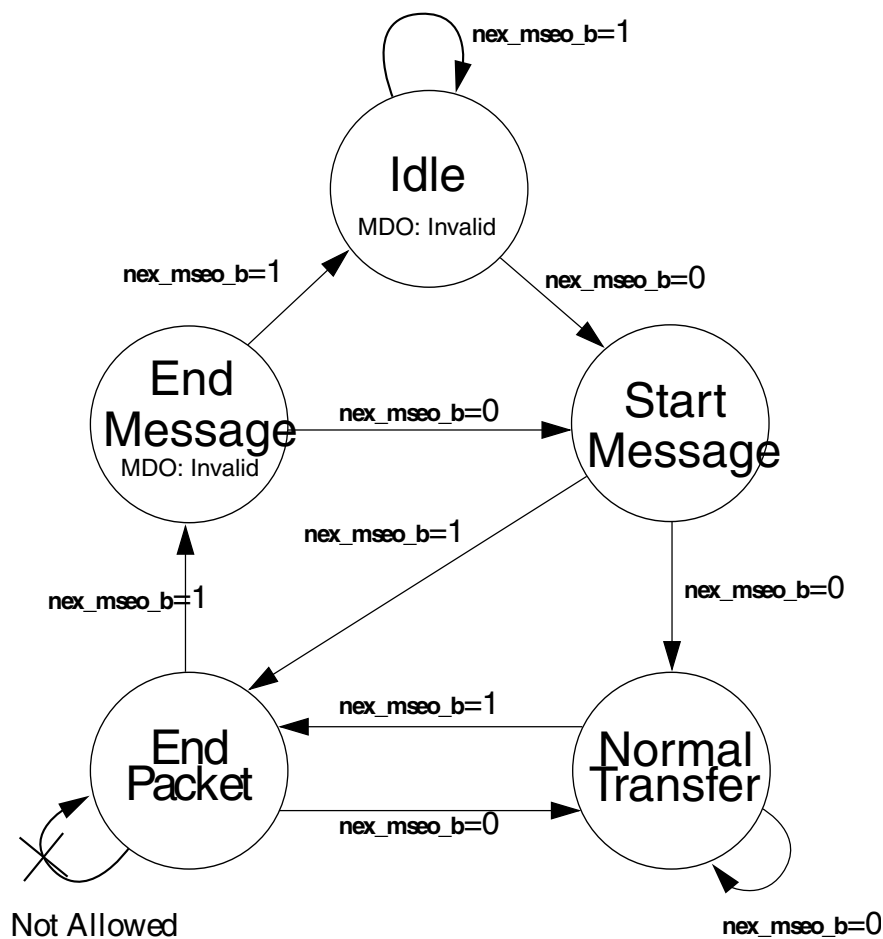 nex_mseo_b=1
Idle
MDO: Invalid
nex_mseo_b=1
nex_mseo_b=0
End
Message
MDO: Invalid
nex_mseo_b=0
Start
Message
nex_mseo_b=1
nex_mseo_b=1
nex_mseo_b=0
nex_mseo_b=1
End
Packet
Normal
Transfer
nex_mseo_b=0
Not Allowed
nex_mseo_b=0